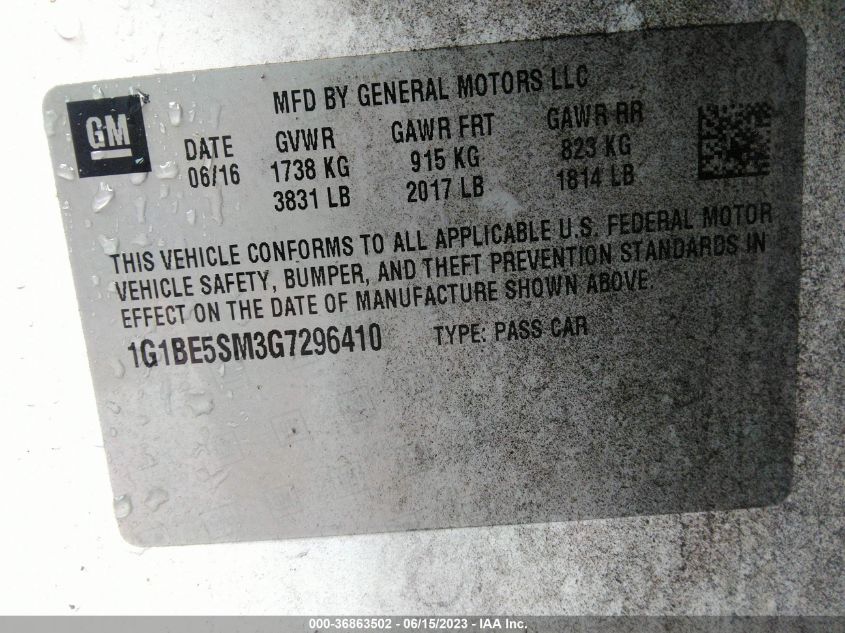 MFD BY GENERAL MOTORS LLC
GM
DATE
06/16
GVWR
1738 KG
3831 LB
GAWR FRT
915 KG
2017 LB
GAWR RR
823 KG
1814 LB
THIS VEHICLE CONFORMS TO ALL APPLICABLE U.S. FEDERAL MOTOR
VEHICLE SAFETY, BUMPER, AND THEFT PREVENTION STANDARDS IN
EFFECT ON THE DATE OF MANUFACTURE SHOWN ABOVE.
1G1BE5SM3G7296410 TYPE: PASS CAR
000-36863502 - 06/15/2023 - IAA Inc.